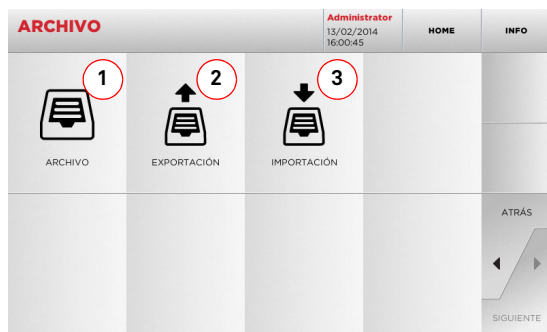 ARCHIVO
Administrator
13/02/2014
16:00:45
HOME
INFO
1
2
3
ARCHIVO
EXPORTACIÓN
IMPORTACIÓN
ATRÁS
SIGUIENTE